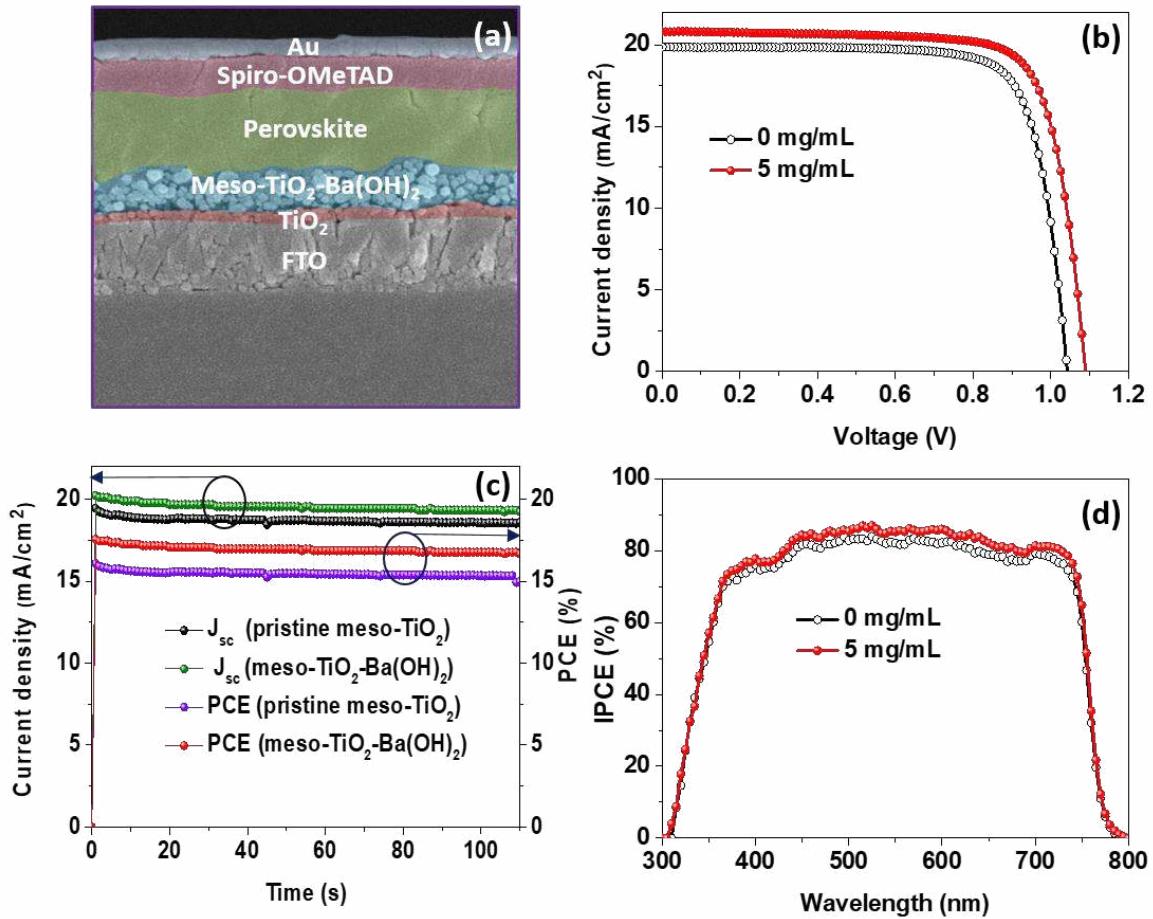 (a)
Au
Spiro-OMeTAD
Perovskite
Meso-TiO2-Ba(OH)2
TiO2
FTO
(b)
20
15
10
5
0
0.0 0.2 0.4 0.6 0.8 1.0 1.2
Current density (mA/cm2)
Voltage (V)
0 mg/mL
5 mg/mL
(c)
20
15
10
5
0
20
15
10
5
0
0 20 40 60 80 100
Current density (mA/cm2)
PCE (%)
Time (s)
Jsc (pristine meso-TiO2)
Jsc (meso-TiO2-Ba(OH)2)
PCE (pristine meso-TiO2)
PCE (meso-TiO2-Ba(OH)2)
(d)
100
80
60
40
20
0
300 400 500 600 700 800
IPCE (%)
Wavelength (nm)
0 mg/mL
5 mg/mL